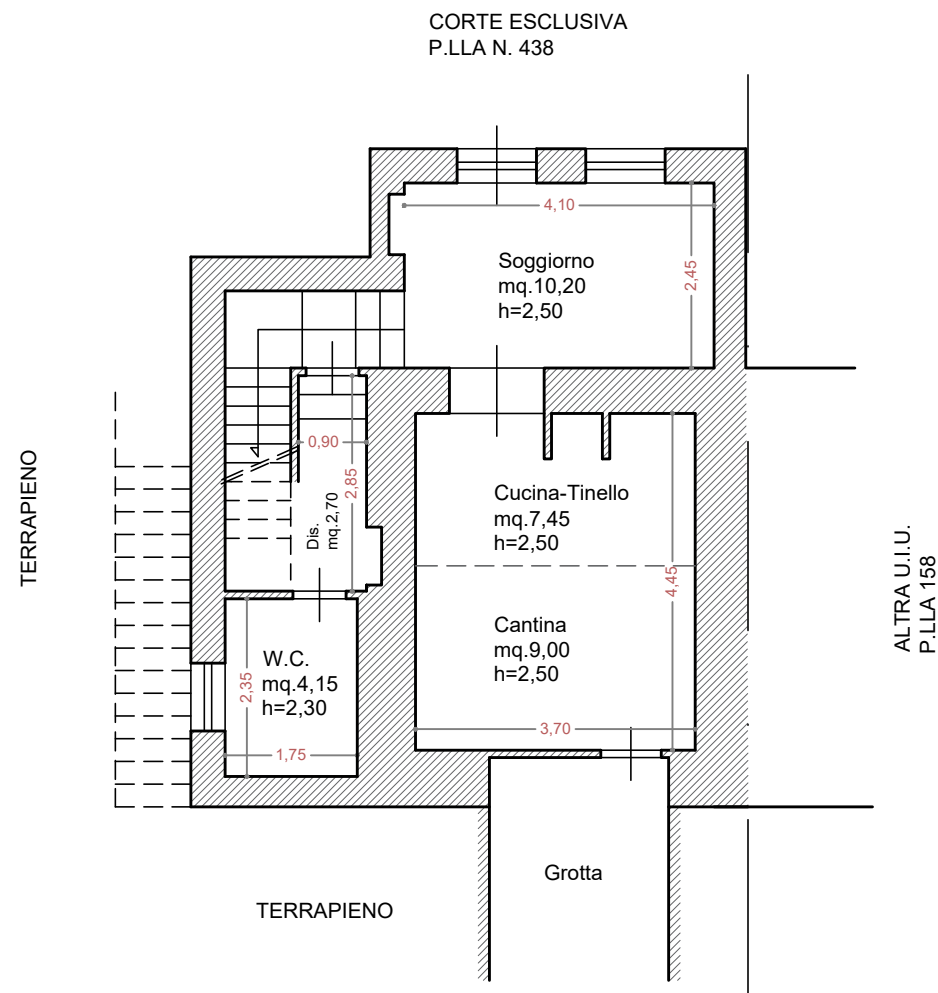 CORTE ESCLUSIVA
P.LLA N. 438
4,10
Soggiorno
mq.10,20
h=2,50
2,45
0,90
2,85
Dis.
mq.2,70
Cucina-Tinello
mq.7,45
h=2,50
4,45
Cantina
mq.9,00
h=2,50
3,70
W.C.
mq.4,15
h=2,30
2,35
1,75
TERRAPIENO
ALTRA U.I.U.
P.LLA 158
Grotta
TERRAPIENO